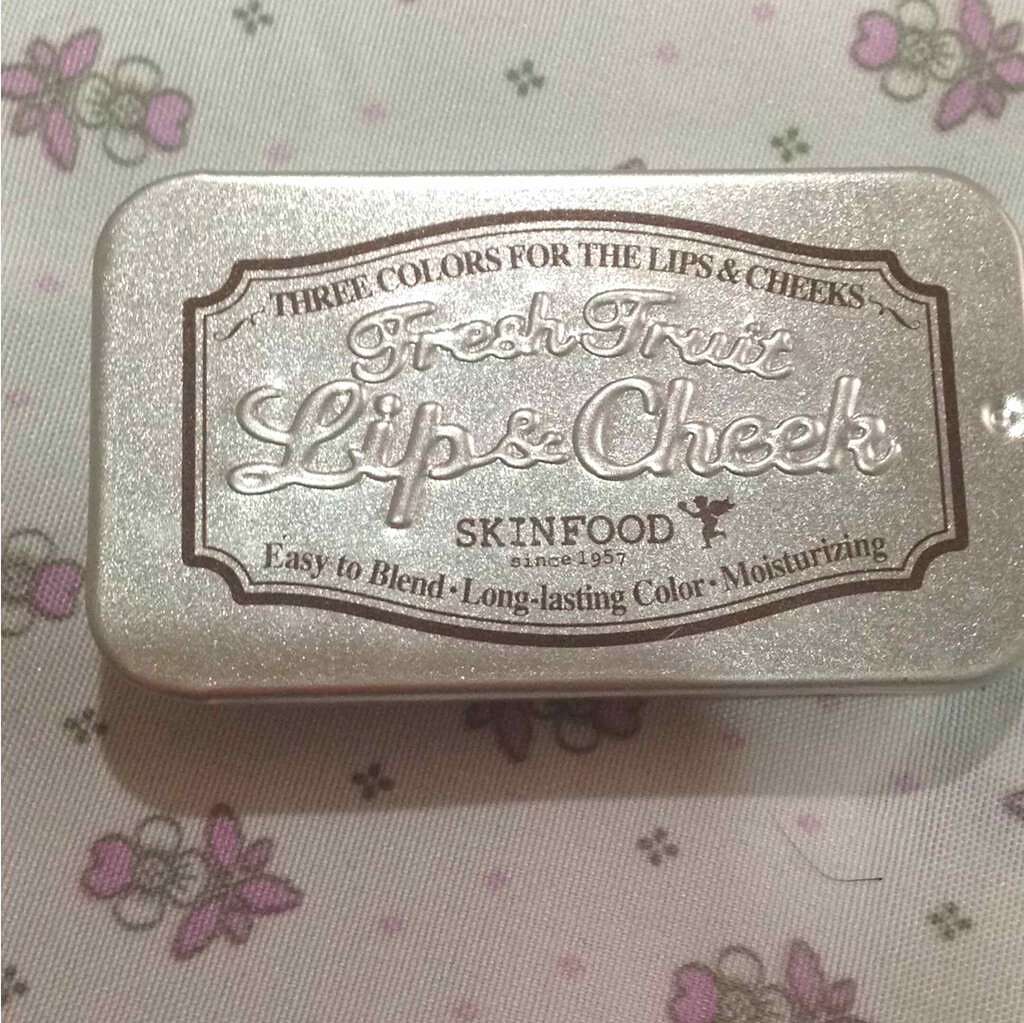 THREE COLORS FOR THE LIPS & CHEEKS
Fresh Fruit
Lip & Cheek
SKINFOOD
since 1957
Easy to Blend · Long-lasting Color · Moisturizing